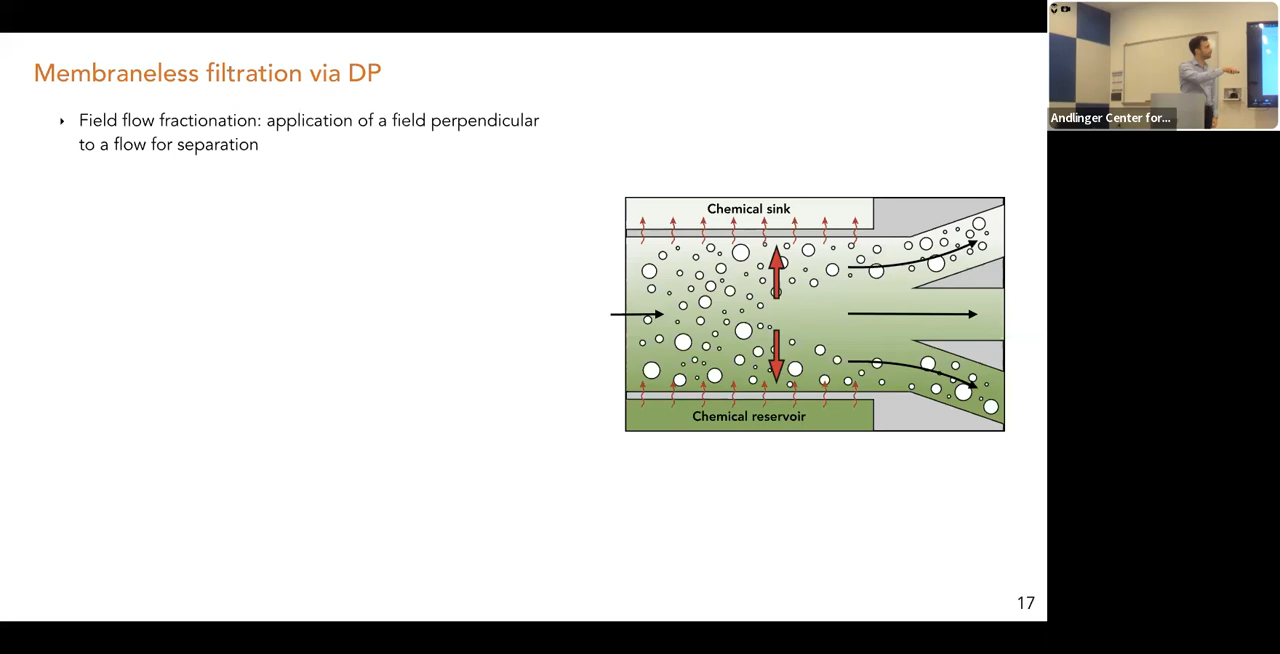 Membraneless filtration via DP
‣ Field flow fractionation: application of a field perpendicular
to a flow for separation
Chemical sink
Chemical reservoir
17
Andlinger Center for...